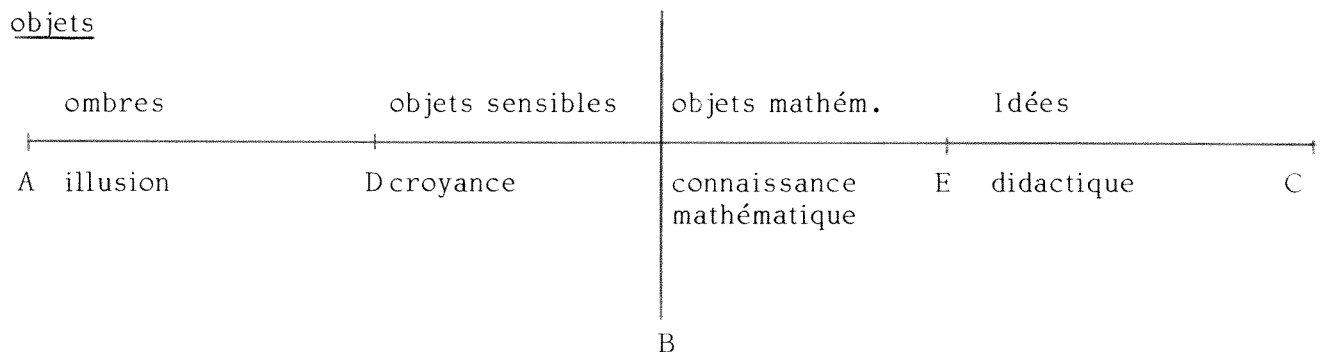 objets
ombres objets sensibles objets mathém. Idées
A illusion D croyance connaissance E didactique C
mathématique
B